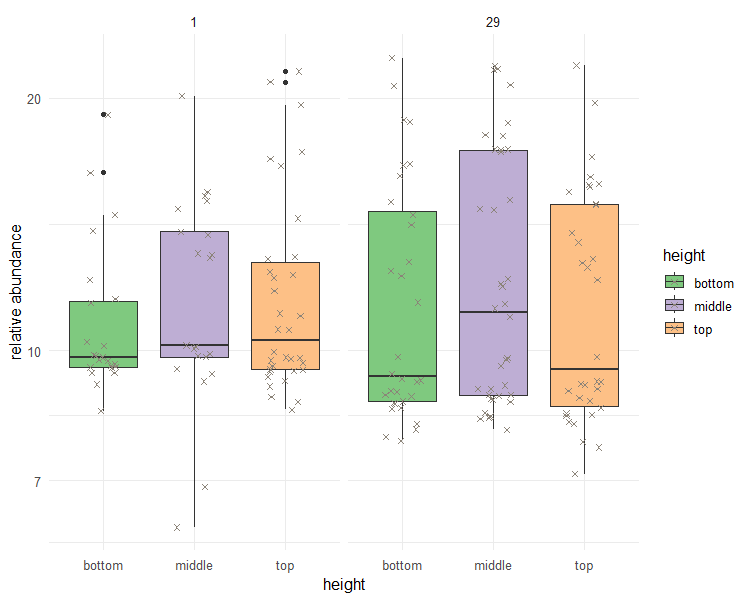 1
29
20
10
7
relative abundance
bottom
middle
top
bottom
middle
top
height
height
bottom
middle
top